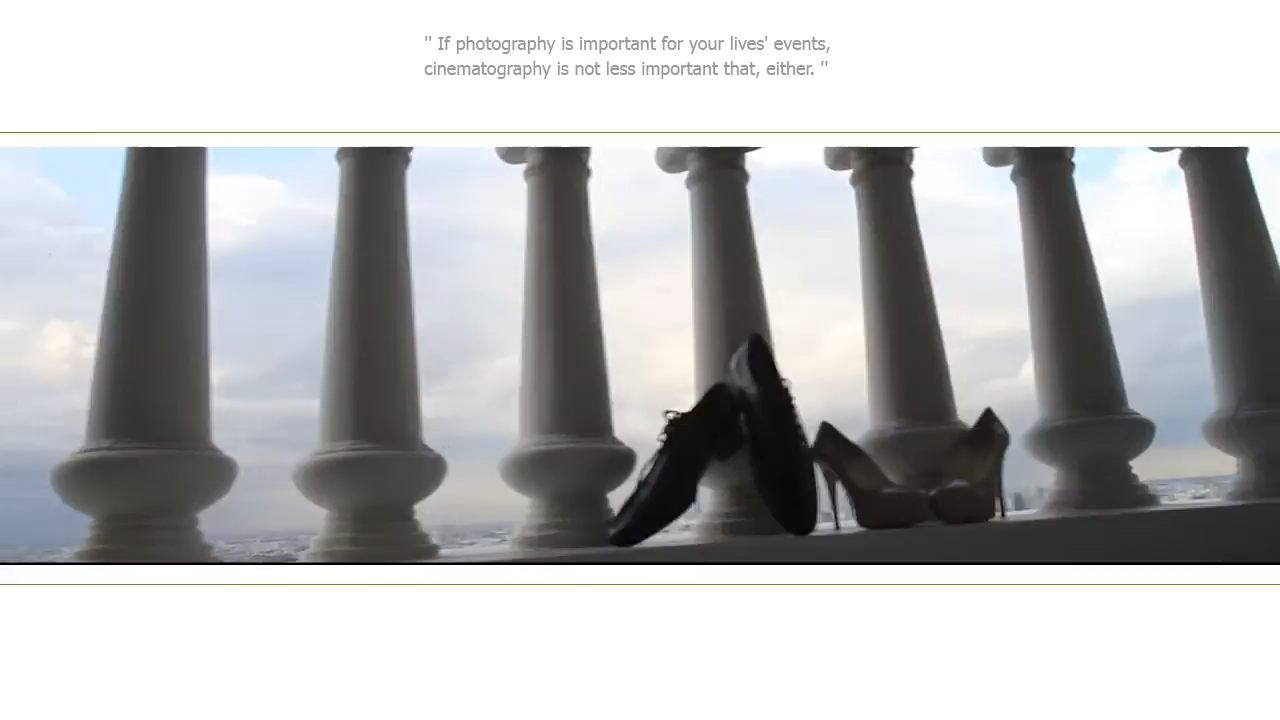 " If photography is important for your lives' events,
cinematography is not less important that, either. "